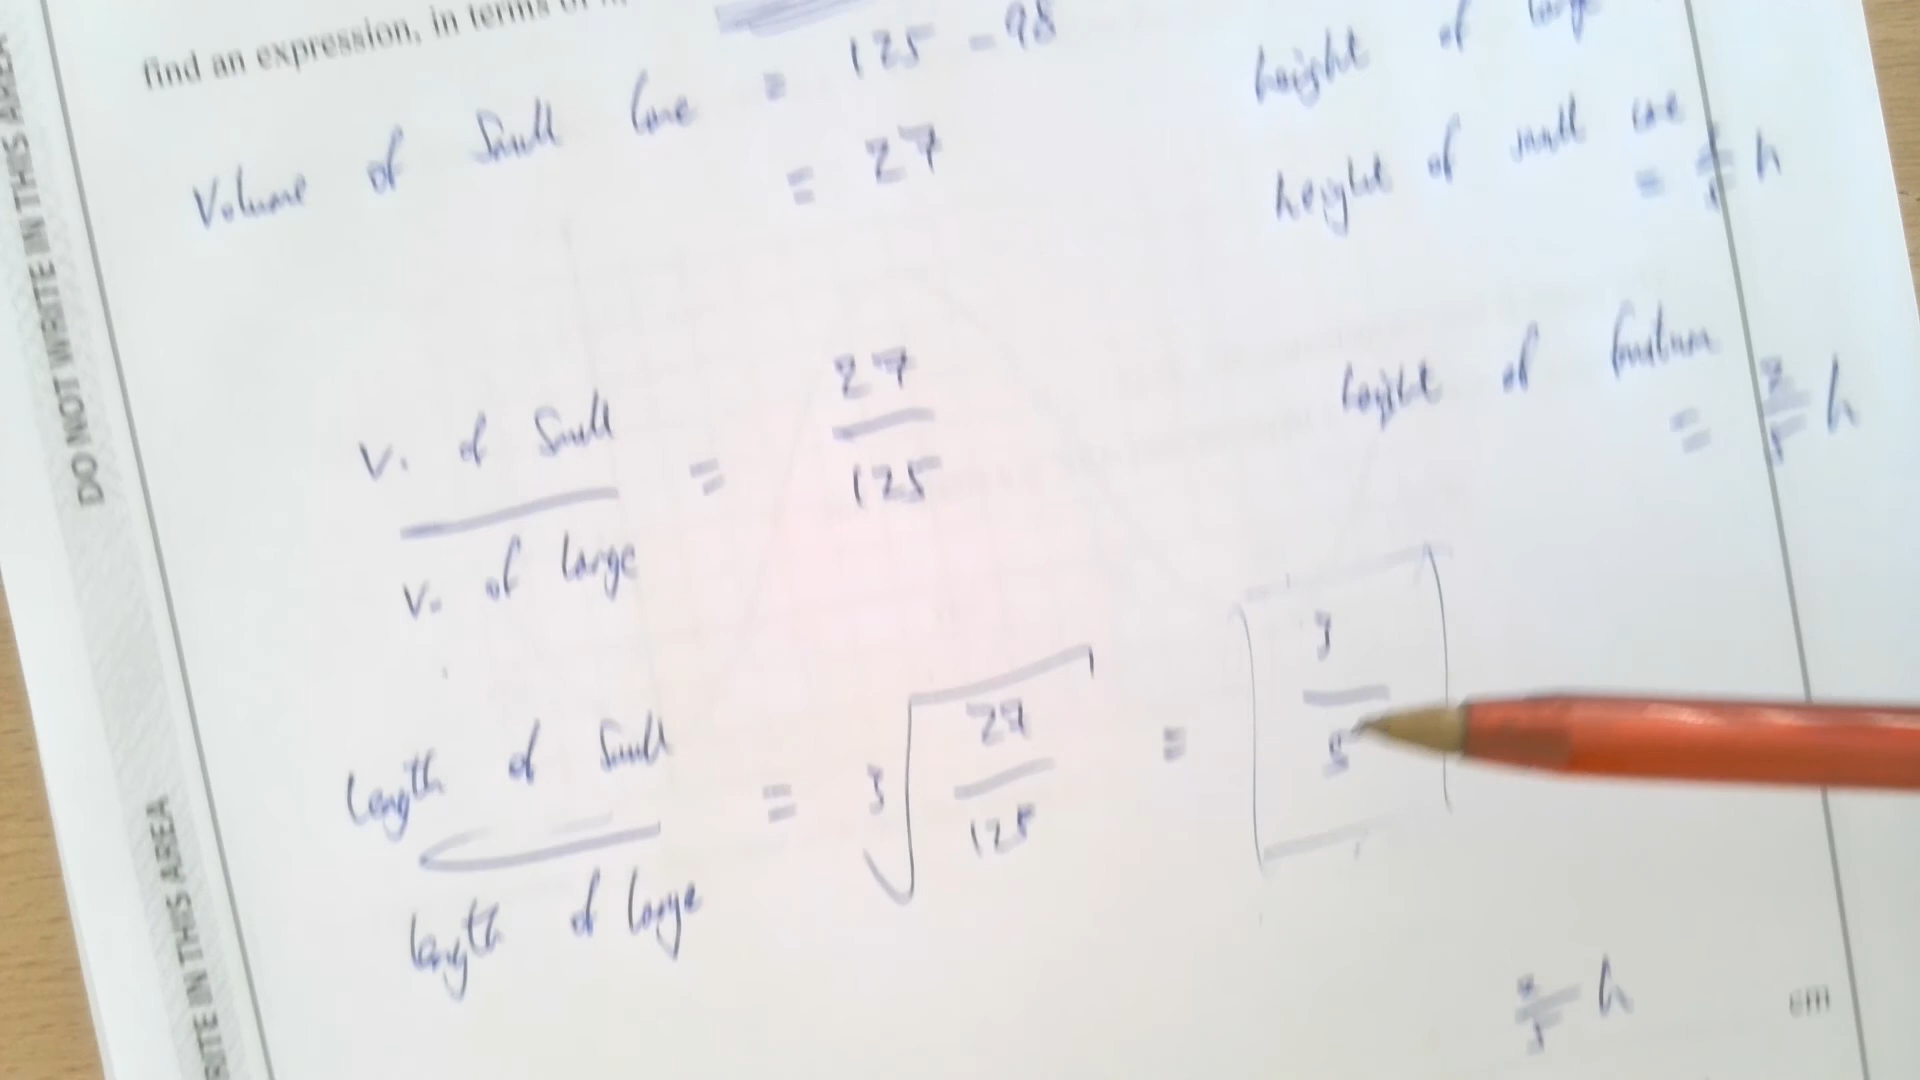 find an expression, in terms of
Volume of Small Cone = 125 - 98
= 27
height of large
height of small cone
= h
V. of Small = 27
V. of large 125
height of frustum
= 2/5 h
length of Small = 3√ 27/125 = 3/5
length of large
2/5 h cm
DO NOT WRITE IN THIS AREA
WRITE IN THIS AREA